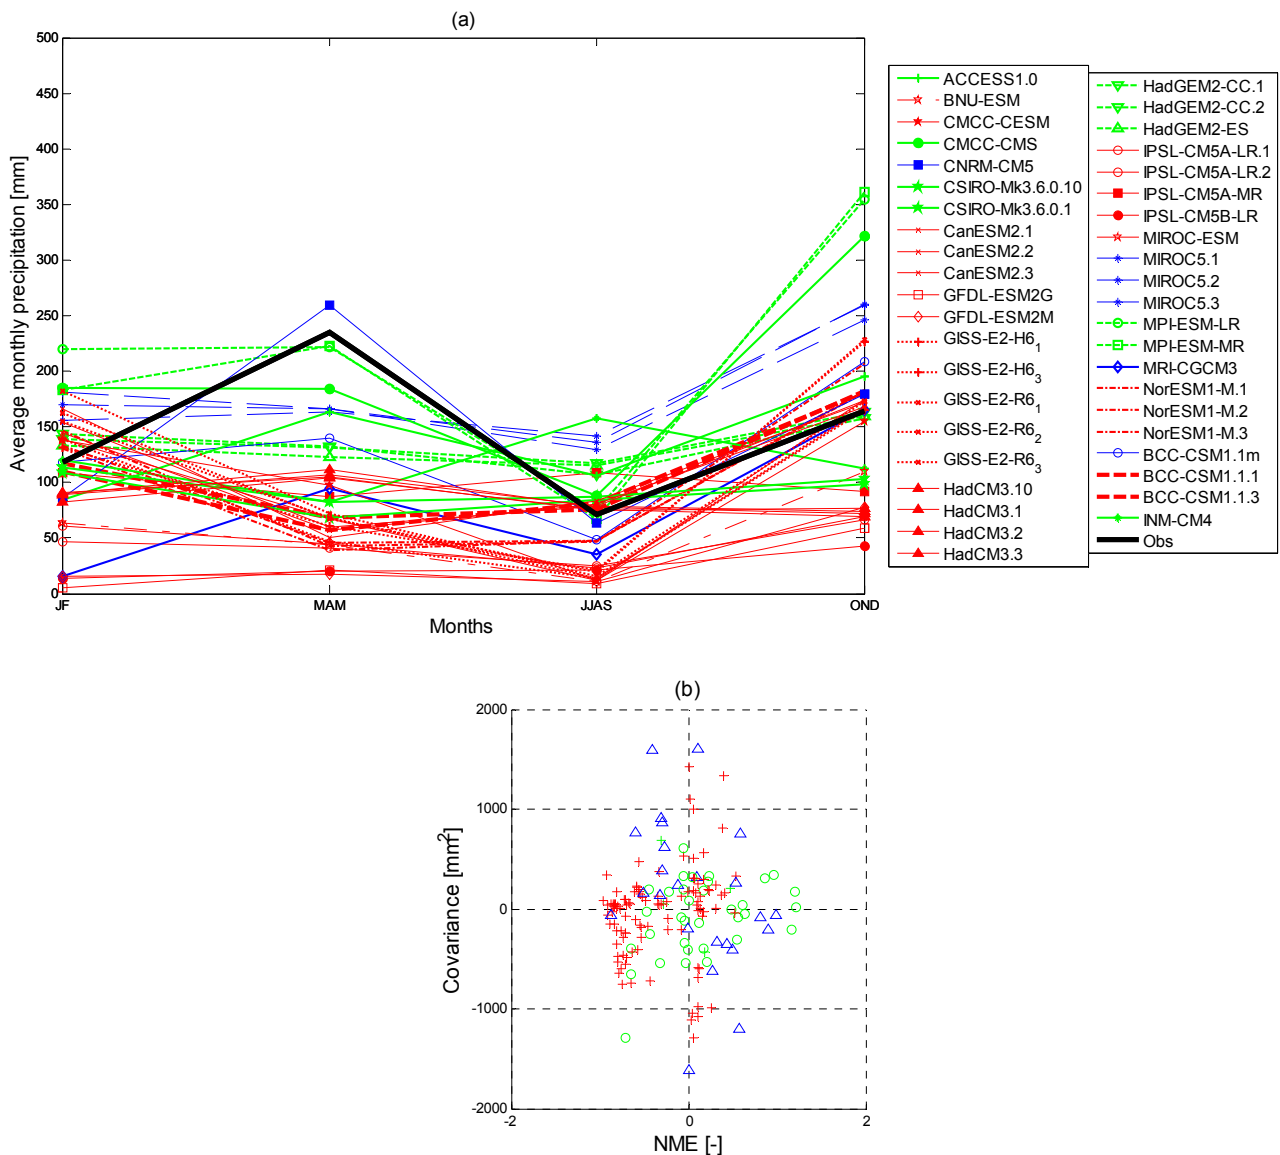 (a)
500
450
400
350
300
250
200
150
100
50
0
Average monthly precipitation [mm]
JF
MAM
JJAS
OND
Months
ACCESS1.0
BNU-ESM
CMCC-CESM
CMCC-CMS
CNRM-CM5
CSIRO-Mk3.6.0.10
CSIRO-Mk3.6.0.1
CanESM2.1
CanESM2.2
CanESM2.3
GFDL-ESM2G
GFDL-ESM2M
GISS-E2-H6₁
GISS-E2-H6₃
GISS-E2-R6₁
GISS-E2-R6₂
GISS-E2-R6₃
HadCM3.10
HadCM3.1
HadCM3.2
HadCM3.3
HadGEM2-CC.1
HadGEM2-CC.2
HadGEM2-ES
IPSL-CM5A-LR.1
IPSL-CM5A-LR.2
IPSL-CM5A-MR
IPSL-CM5B-LR
MIROC-ESM
MIROC5.1
MIROC5.2
MIROC5.3
MPI-ESM-LR
MPI-ESM-MR
MRI-CGCM3
NorESM1-M.1
NorESM1-M.2
NorESM1-M.3
BCC-CSM1.1m
BCC-CSM1.1.1
BCC-CSM1.1.3
INM-CM4
Obs
(b)
2000
1000
0
-1000
-2000
Covariance [mm²]
-2
0
2
NME [-]